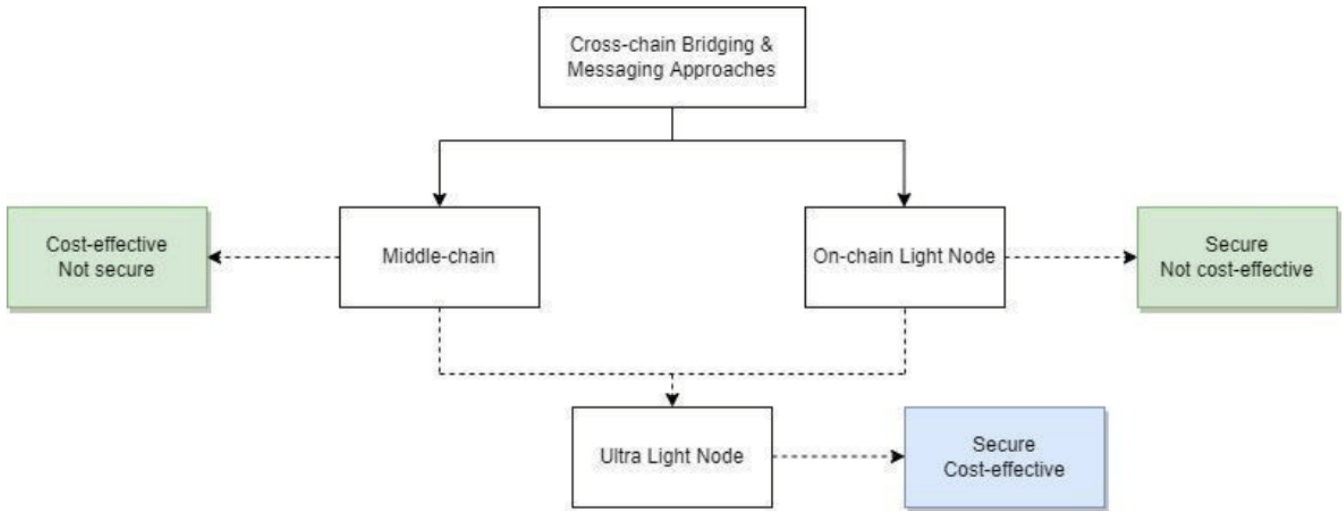 Cross-chain Bridging &
Messaging Approaches
Cost-effective
Not secure
Middle-chain
On-chain Light Node
Secure
Not cost-effective
Ultra Light Node
Secure
Cost-effective